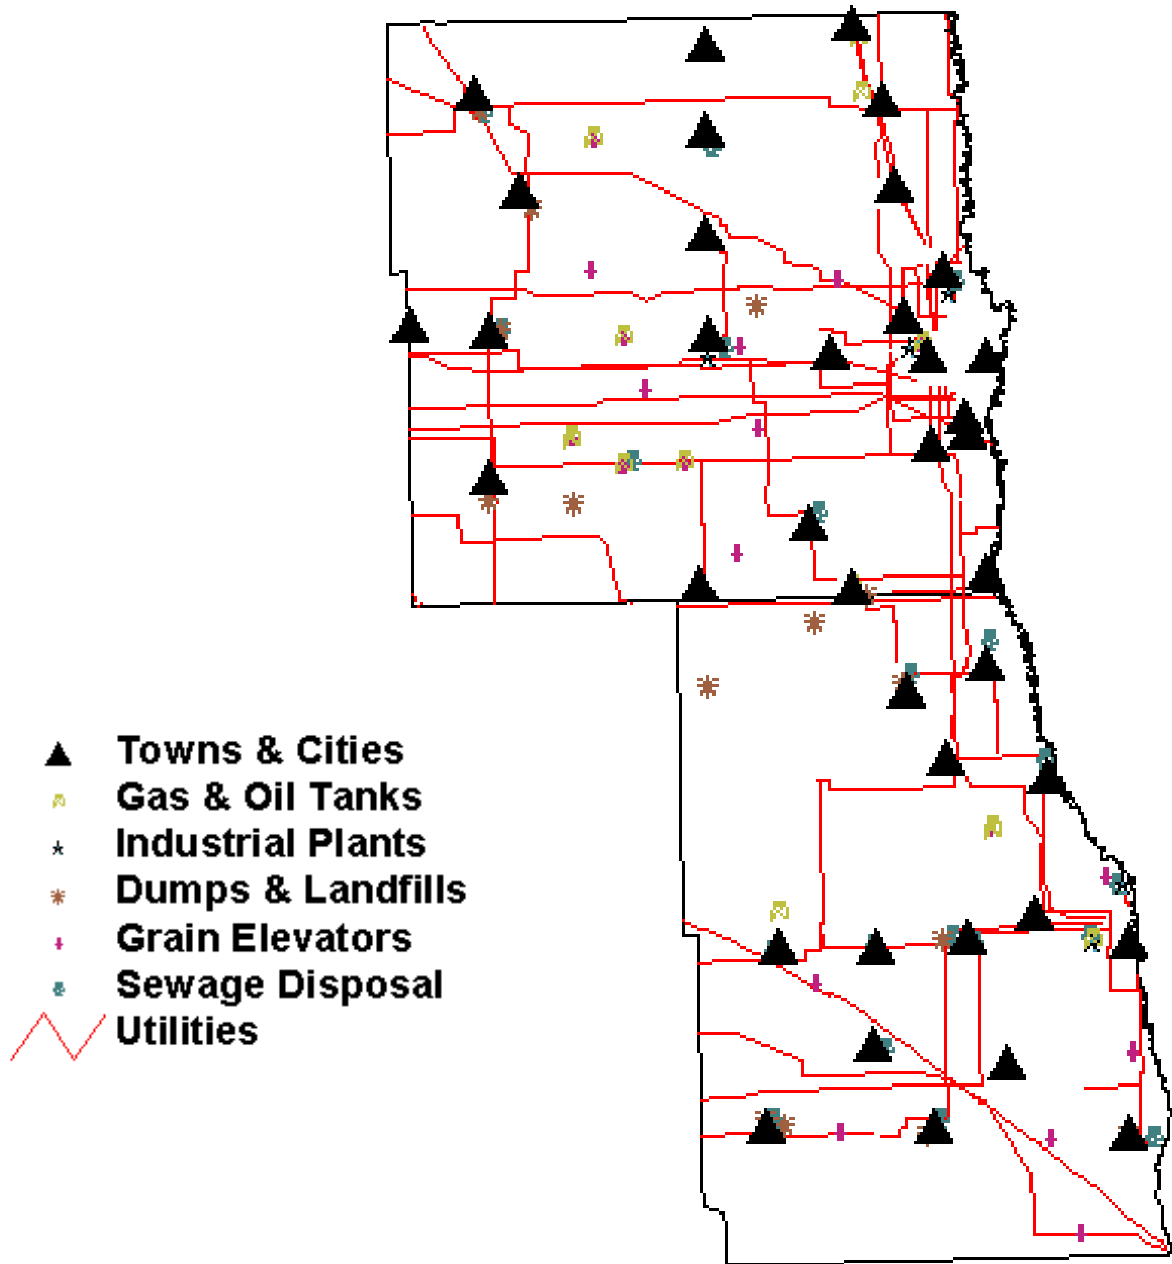 Towns & Cities
Gas & Oil Tanks
Industrial Plants
Dumps & Landfills
Grain Elevators
Sewage Disposal
Utilities